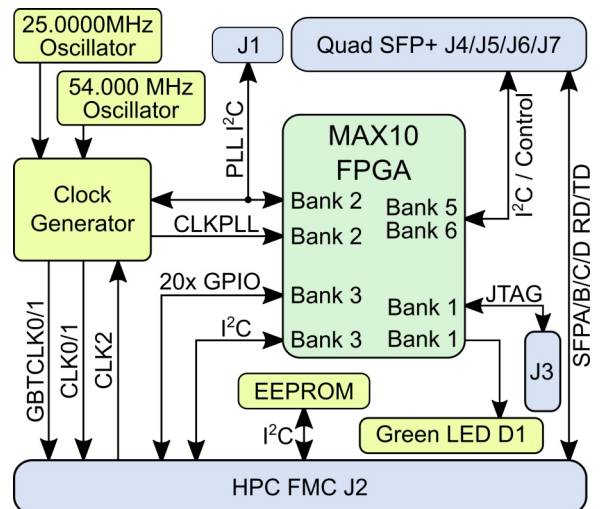 25.0000MHz
Oscillator
J1
Quad SFP+ J4/J5/J6/J7
54.000 MHz
Oscillator
PLL I²C
MAX10
FPGA
I²C / Control
SFPA/B/C/D RD/TD
Clock
Generator
Bank 2
Bank 5
Bank 6
CLKPLL
Bank 2
20x GPIO
Bank 3
Bank 1
JTAG
I²C
Bank 3
Bank 1
J3
GBTCLK0/1
CLK0/1
CLK2
EEPROM
I²C
Green LED D1
HPC FMC J2